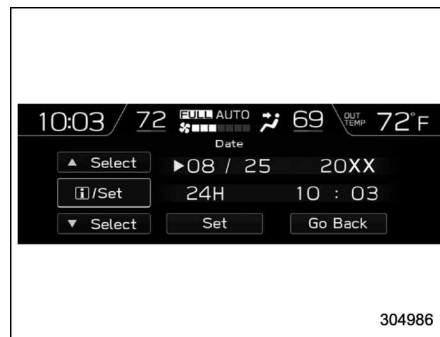 10:03 72 FULL AUTO 69 OUT TEMP 72°F
Date
▲ Select ▶08 / 25 20XX
i/Set 24H 10 : 03
▼ Select Set Go Back
304986